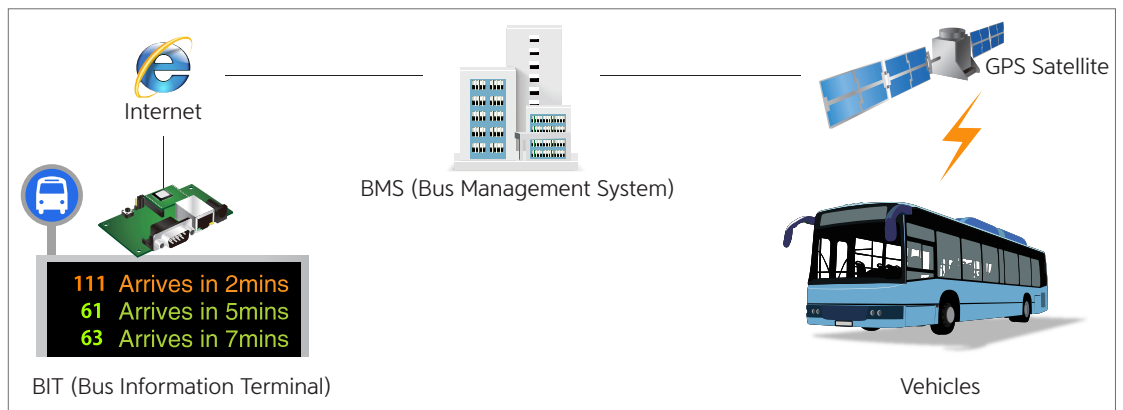 Internet
BMS (Bus Management System)
GPS Satellite
111 Arrives in 2mins
61 Arrives in 5mins
63 Arrives in 7mins
BIT (Bus Information Terminal)
Vehicles